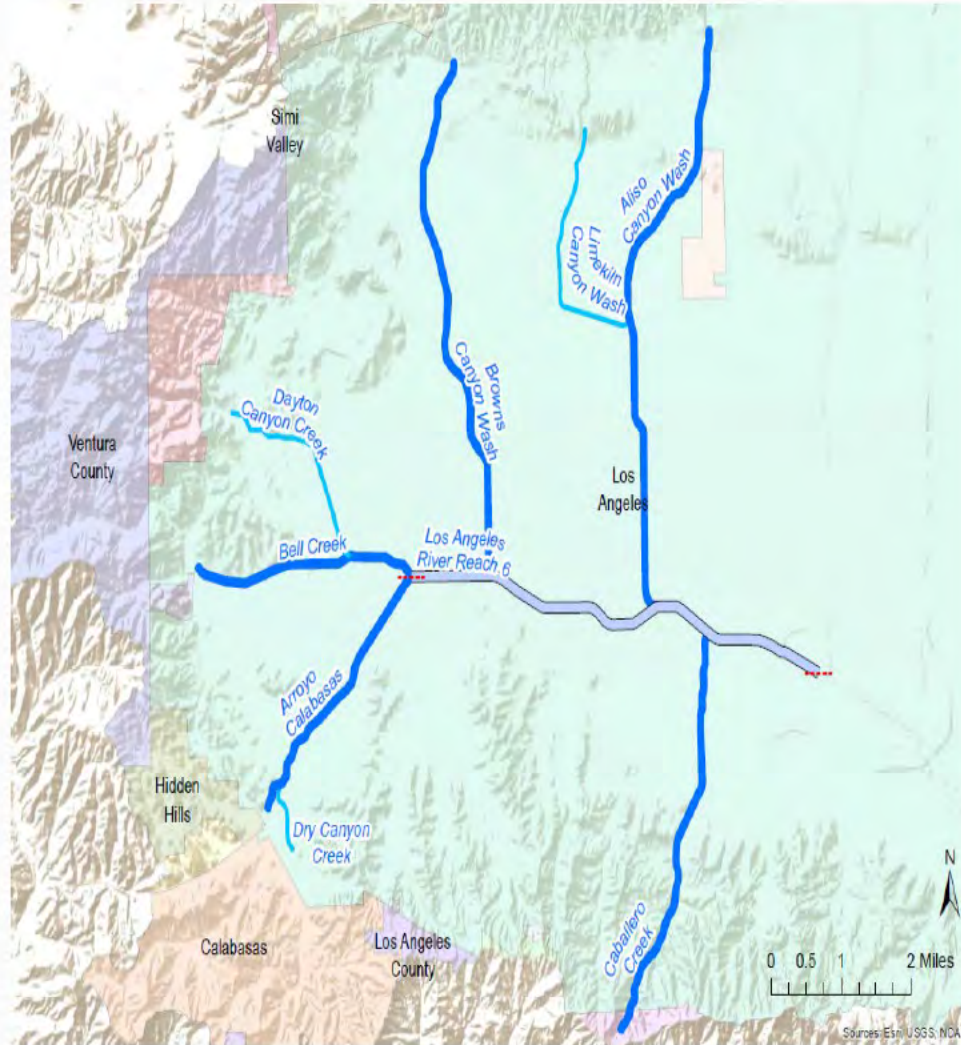 Simi
Valley
Aliso
Canyon Wash
Limekiln
Canyon Wash
Browns
Canyon Wash
Dayton
Canyon Creek
Ventura
County
Los
Angeles
Bell Creek
Los Angeles
River Reach 6
Arroyo
Calabasas
Hidden
Hills
Dry Canyon
Creek
Calabasas
Los Angeles
County
Caballero
Creek
N
0 0.5 1 2 Miles
Sources: Esri, USGS, NOA